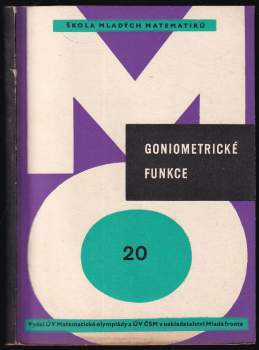 ŠKOLA MLADÝCH MATEMATIKŮ
GONIOMETRICKÉ
FUNKCE
20
Vydal ÚV Matematické olympiády a ÚV ČSM v nakladatelství Mladá fronta